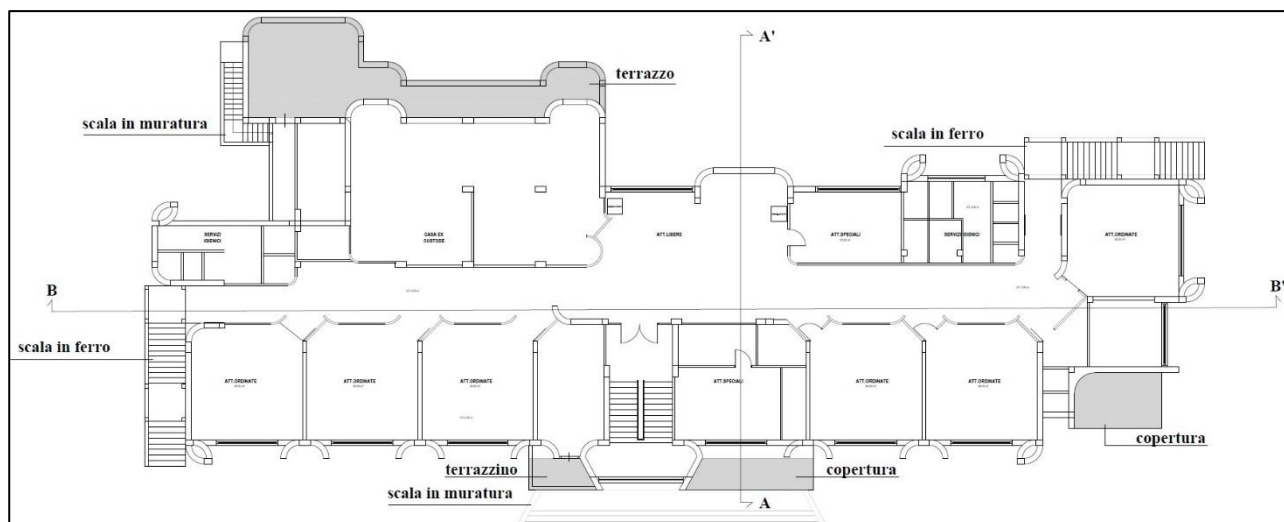 A'
terrazzo
scala in muratura
scala in ferro
SERVIZI
IGIENICI
CASA EX
CUSTODE
ATT.LIBERE
ATT.SPECIALI
SERVIZI IGIENICI
ATT.ORDINATE
B
B'
scala in ferro
ATT.ORDINATE
ATT.ORDINATE
ATT.ORDINATE
ATT.SPECIALI
ATT.ORDINATE
ATT.ORDINATE
copertura
terrazzino
copertura
scala in muratura
A